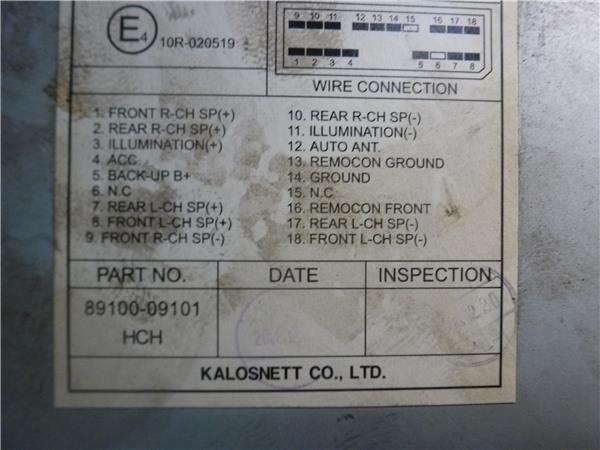 E4 10R-020519
9 10 11 12 13 14 15 16 17 18
1 2 3 4 5 6 7 8
WIRE CONNECTION
1. FRONT R-CH SP(+)
2. REAR R-CH SP(+)
3. ILLUMINATION(+)
4. ACC
5. BACK-UP B+
6. N.C
7. REAR L-CH SP(+)
8. FRONT L-CH SP(+)
9. FRONT R-CH SP(-)
10. REAR R-CH SP(-)
11. ILLUMINATION(-)
12. AUTO ANT.
13. REMOCON GROUND
14. GROUND
15. N.C
16. REMOCON FRONT
17. REAR L-CH SP(-)
18. FRONT L-CH SP(-)
PART NO. DATE INSPECTION
89100-09101
HCH
KALOSNETT CO., LTD.